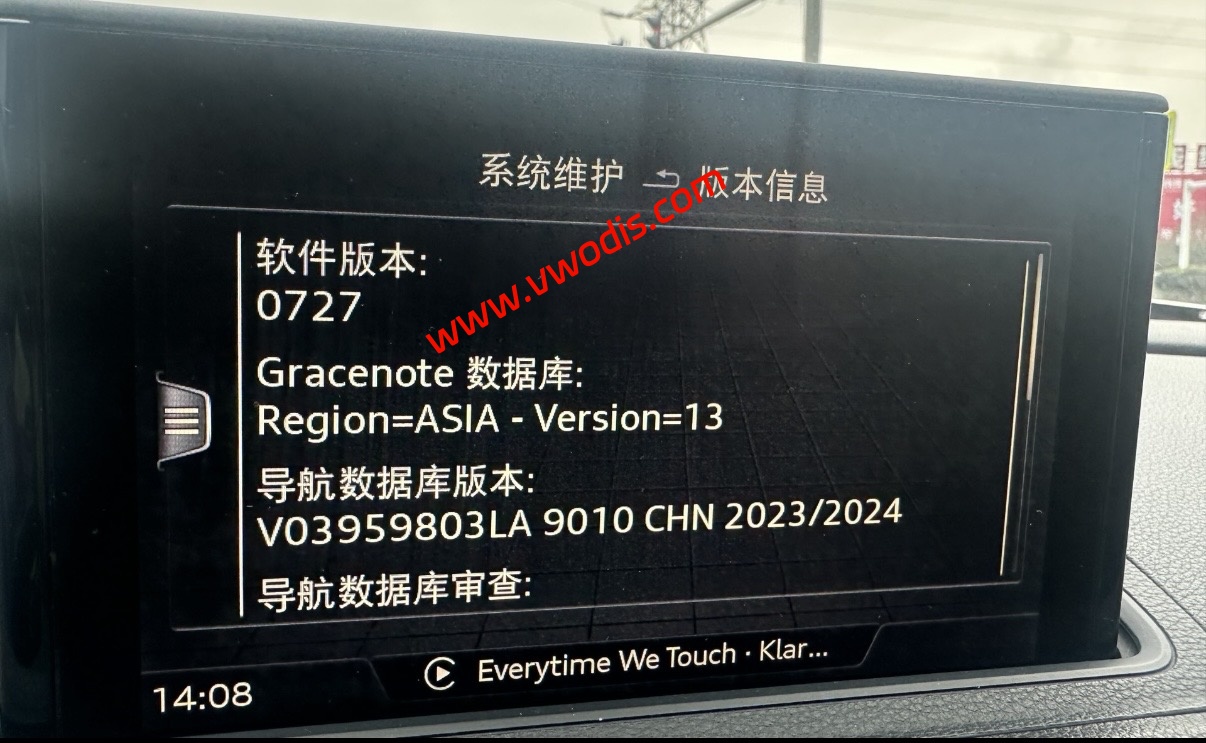 系统维护 版本信息
www.vwodis.com
软件版本:
0727
Gracenote 数据库:
Region=ASIA - Version=13
导航数据库版本:
V03959803LA 9010 CHN 2023/2024
导航数据库审查:
Everytime We Touch · Klar...
14:08